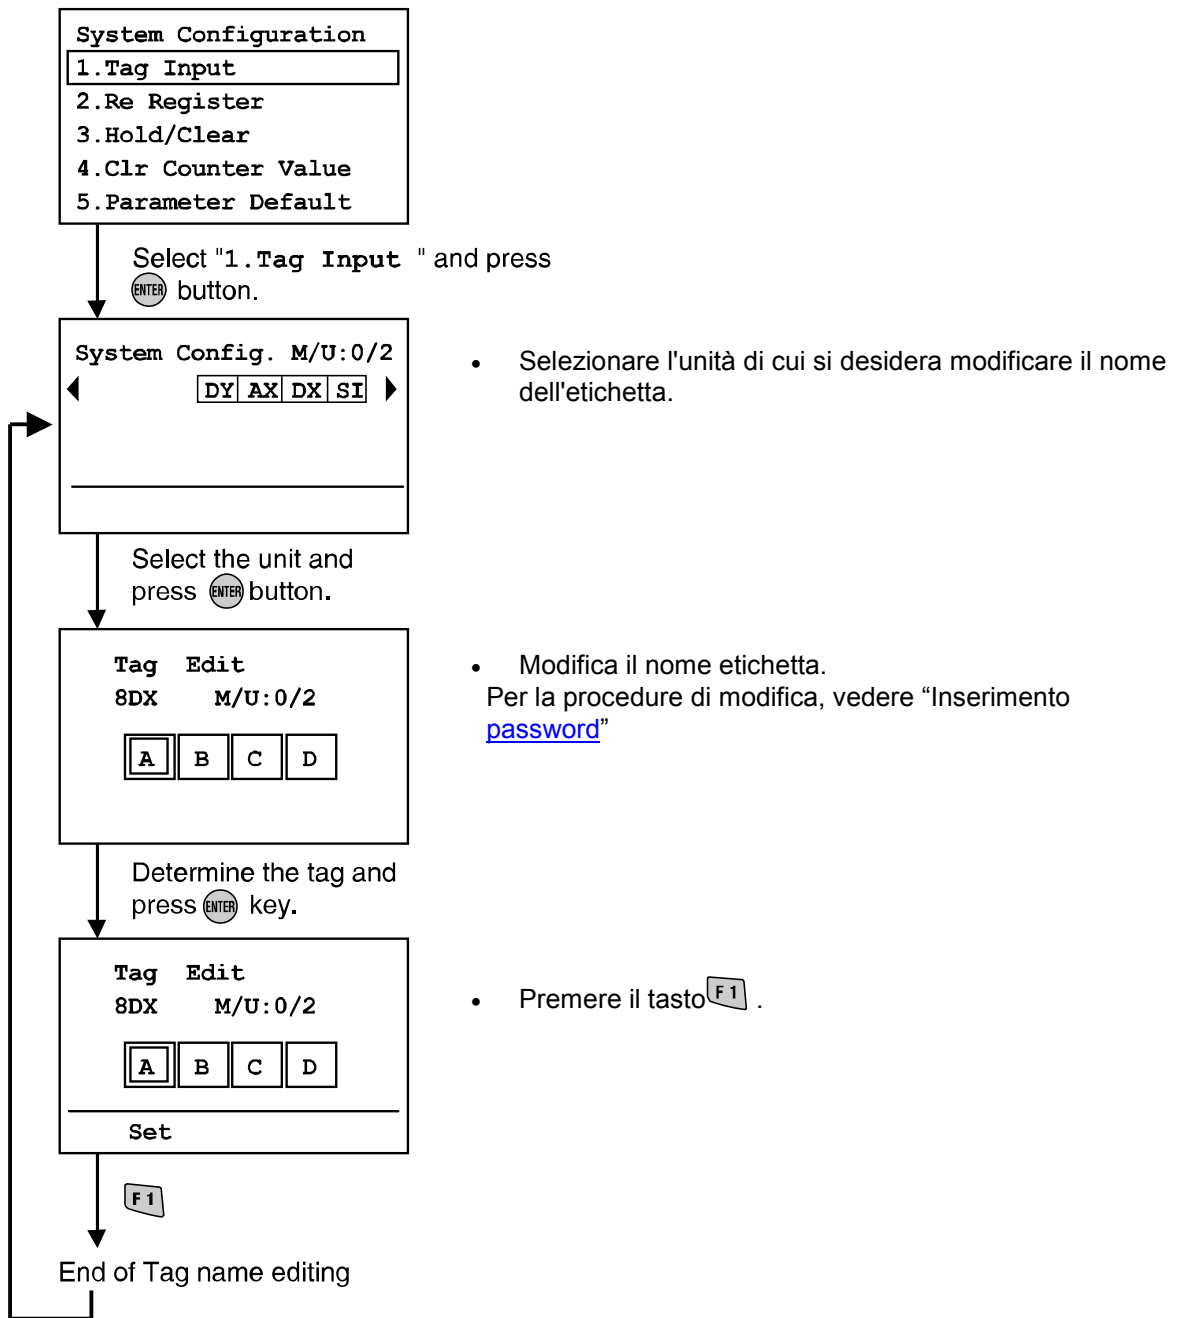 System Configuration
1.Tag Input
2.Re Register
3.Hold/Clear
4.Clr Counter Value
5.Parameter Default
Select "1.Tag Input " and press
ENTER button.
System Config. M/U:0/2
DY AX DX SI
• Selezionare l'unità di cui si desidera modificare il nome
dell'etichetta.
Select the unit and
press ENTER button.
Tag Edit
8DX M/U:0/2
A B C D
• Modifica il nome etichetta.
Per la procedure di modifica, vedere “Inserimento
password”
Determine the tag and
press ENTER key.
Tag Edit
8DX M/U:0/2
A B C D
Set
• Premere il tasto F 1 .
F 1
End of Tag name editing